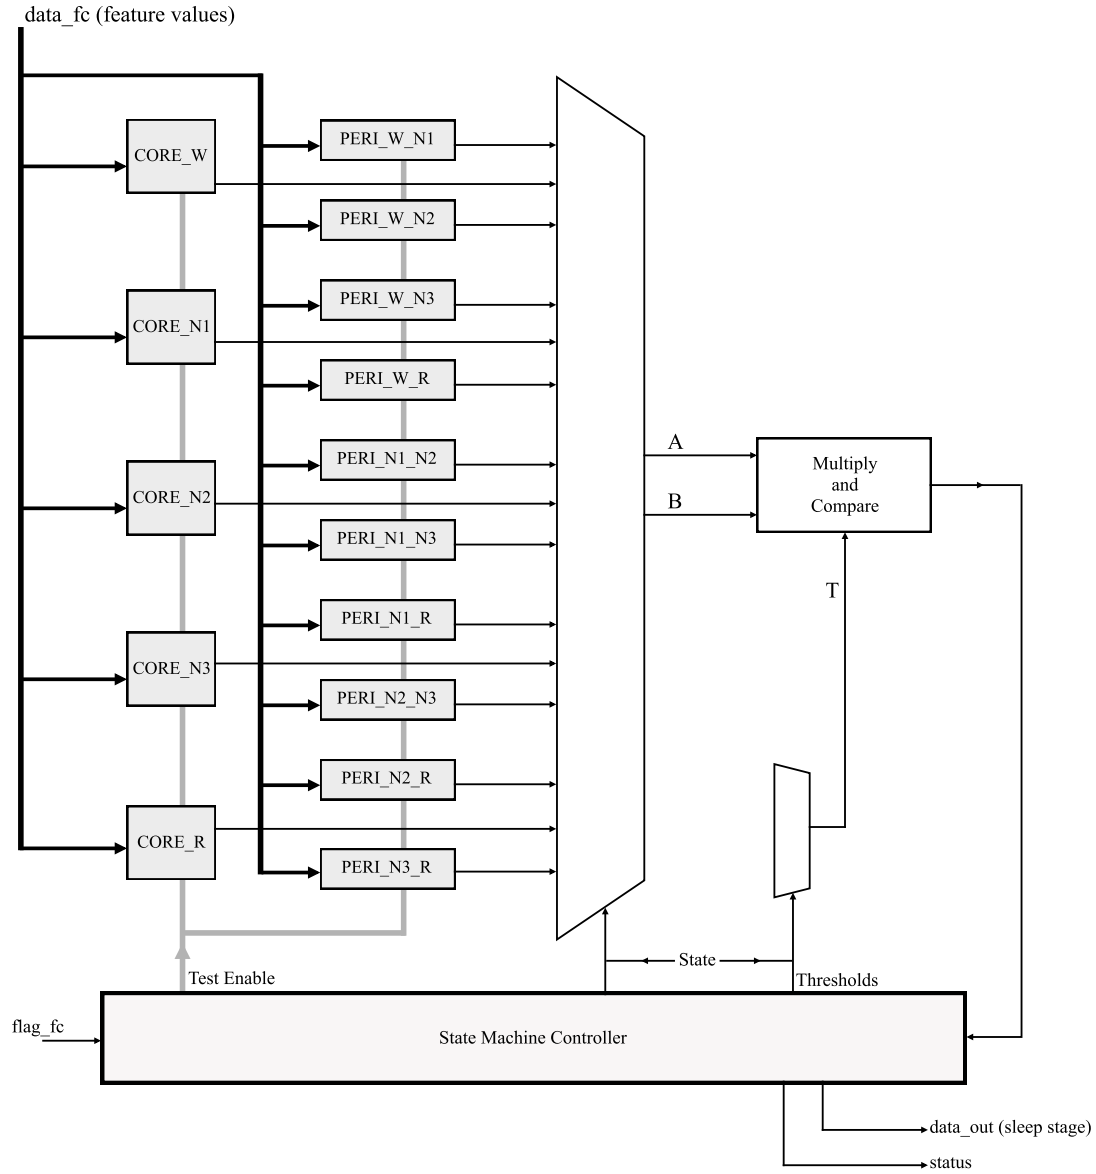 data_fc (feature values)
PERI_W_N1
CORE_W
PERI_W_N2
PERI_W_N3
CORE_N1
PERI_W_R
A
PERI_N1_N2
Multiply
and
Compare
CORE_N2
B
PERI_N1_N3
T
PERI_N1_R
CORE_N3
PERI_N2_N3
PERI_N2_R
CORE_R
PERI_N3_R
State
Test Enable
Thresholds
flag_fc
State Machine Controller
data_out (sleep stage)
status